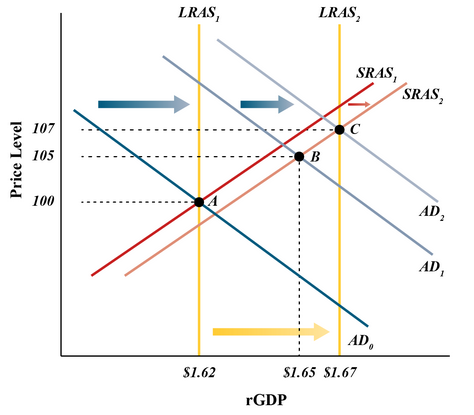 LRAS1
LRAS2
SRAS1
SRAS2
107
C
105
B
Price Level
100
A
AD2
AD1
AD0
$1.62
$1.65
$1.67
rGDP